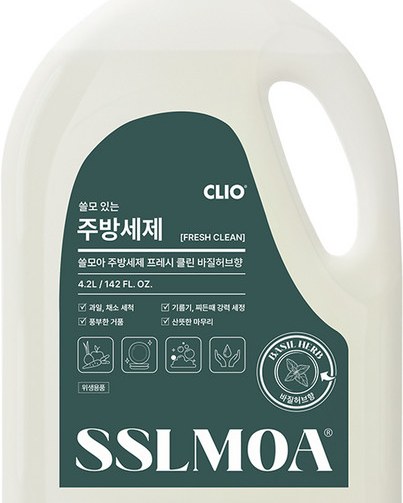 CLIO®
쓸모 있는
주방세제 [FRESH CLEAN]
쓸모아 주방세제 프레시 클린 바질허브향
4.2L / 142 FL. OZ.
과일, 채소 세척 기름기, 찌든때 강력 세정
풍부한 거품 산뜻한 마무리
BASIL HERB
바질허브향
위생용품
SSLMOA®